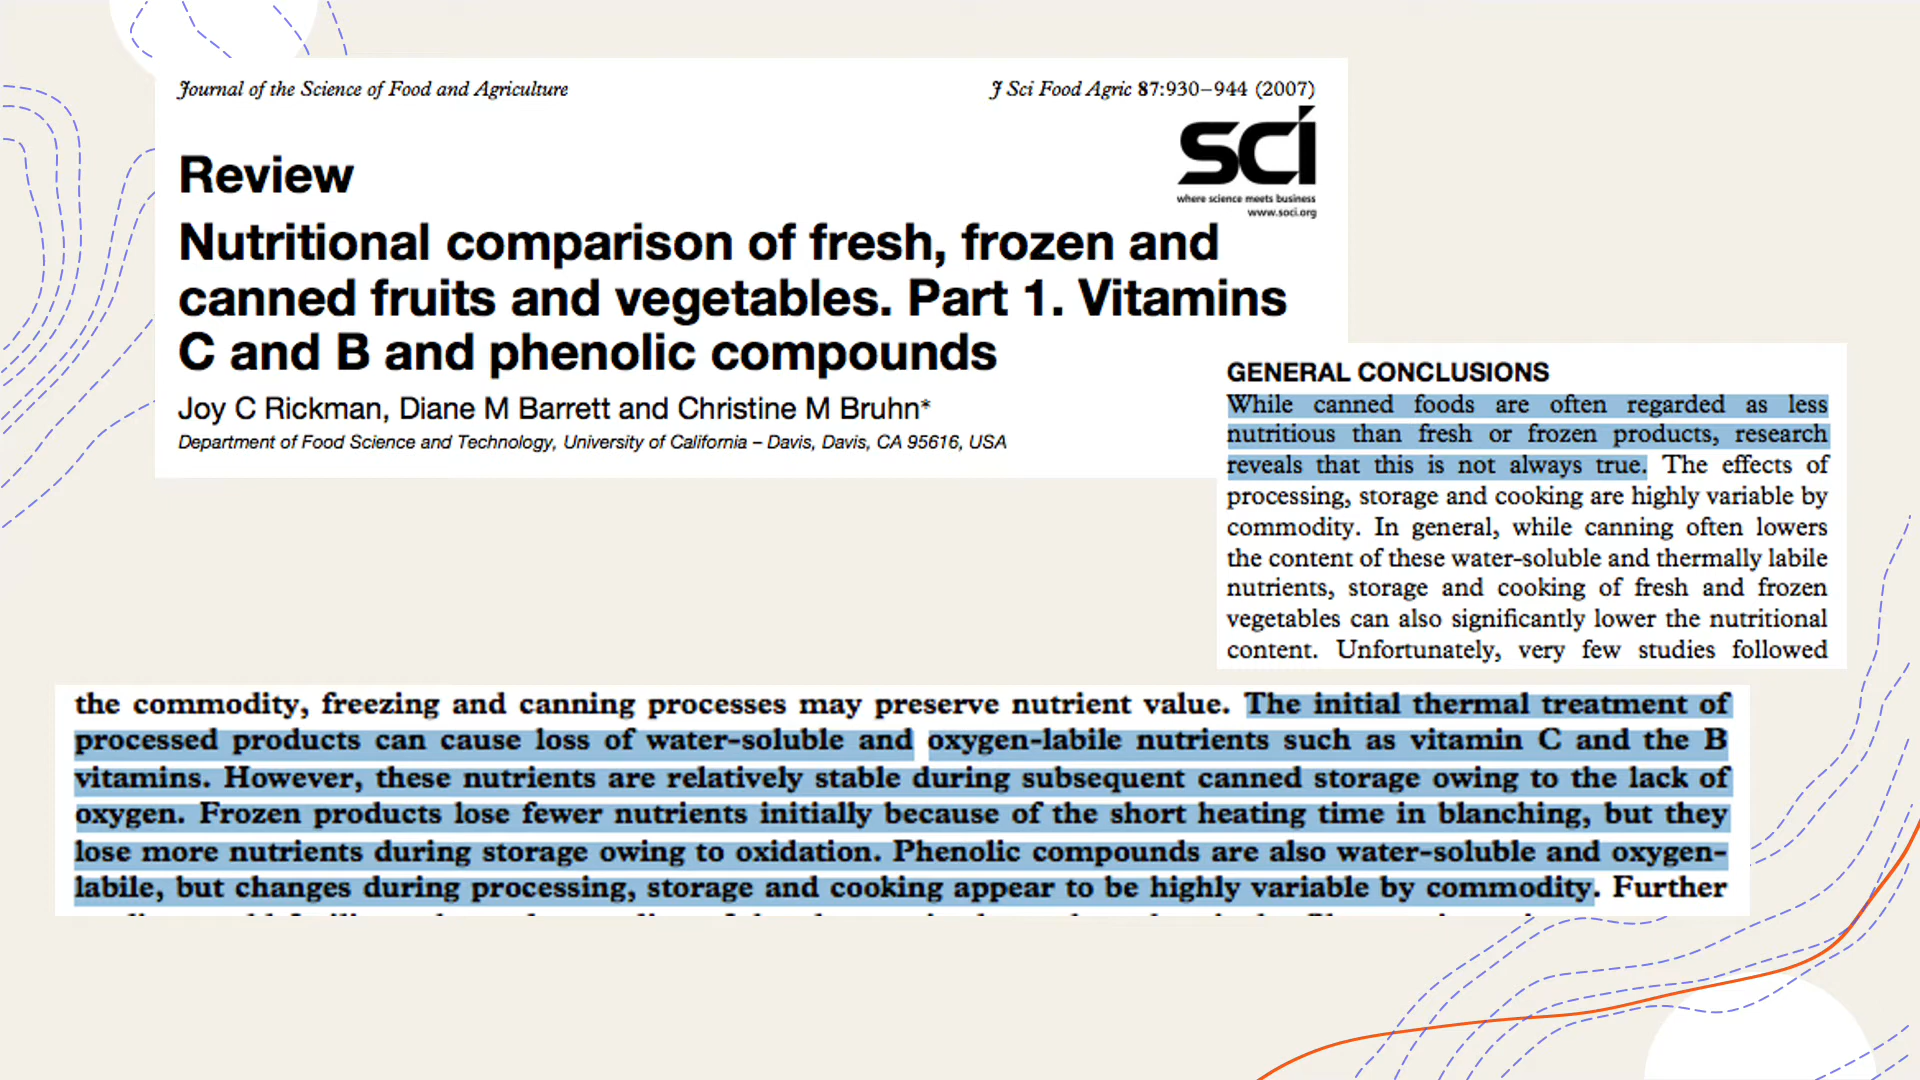 Journal of the Science of Food and Agriculture
J Sci Food Agric 87:930–944 (2007)
sci
where science meets business
www.soci.org
Review
Nutritional comparison of fresh, frozen and
canned fruits and vegetables. Part 1. Vitamins
C and B and phenolic compounds
Joy C Rickman, Diane M Barrett and Christine M Bruhn*
Department of Food Science and Technology, University of California – Davis, Davis, CA 95616, USA
GENERAL CONCLUSIONS
While canned foods are often regarded as less
nutritious than fresh or frozen products, research
reveals that this is not always true. The effects of
processing, storage and cooking are highly variable by
commodity. In general, while canning often lowers
the content of these water-soluble and thermally labile
nutrients, storage and cooking of fresh and frozen
vegetables can also significantly lower the nutritional
content. Unfortunately, very few studies followed
the commodity, freezing and canning processes may preserve nutrient value. The initial thermal treatment of
processed products can cause loss of water-soluble and oxygen-labile nutrients such as vitamin C and the B
vitamins. However, these nutrients are relatively stable during subsequent canned storage owing to the lack of
oxygen. Frozen products lose fewer nutrients initially because of the short heating time in blanching, but they
lose more nutrients during storage owing to oxidation. Phenolic compounds are also water-soluble and oxygen-
labile, but changes during processing, storage and cooking appear to be highly variable by commodity. Further